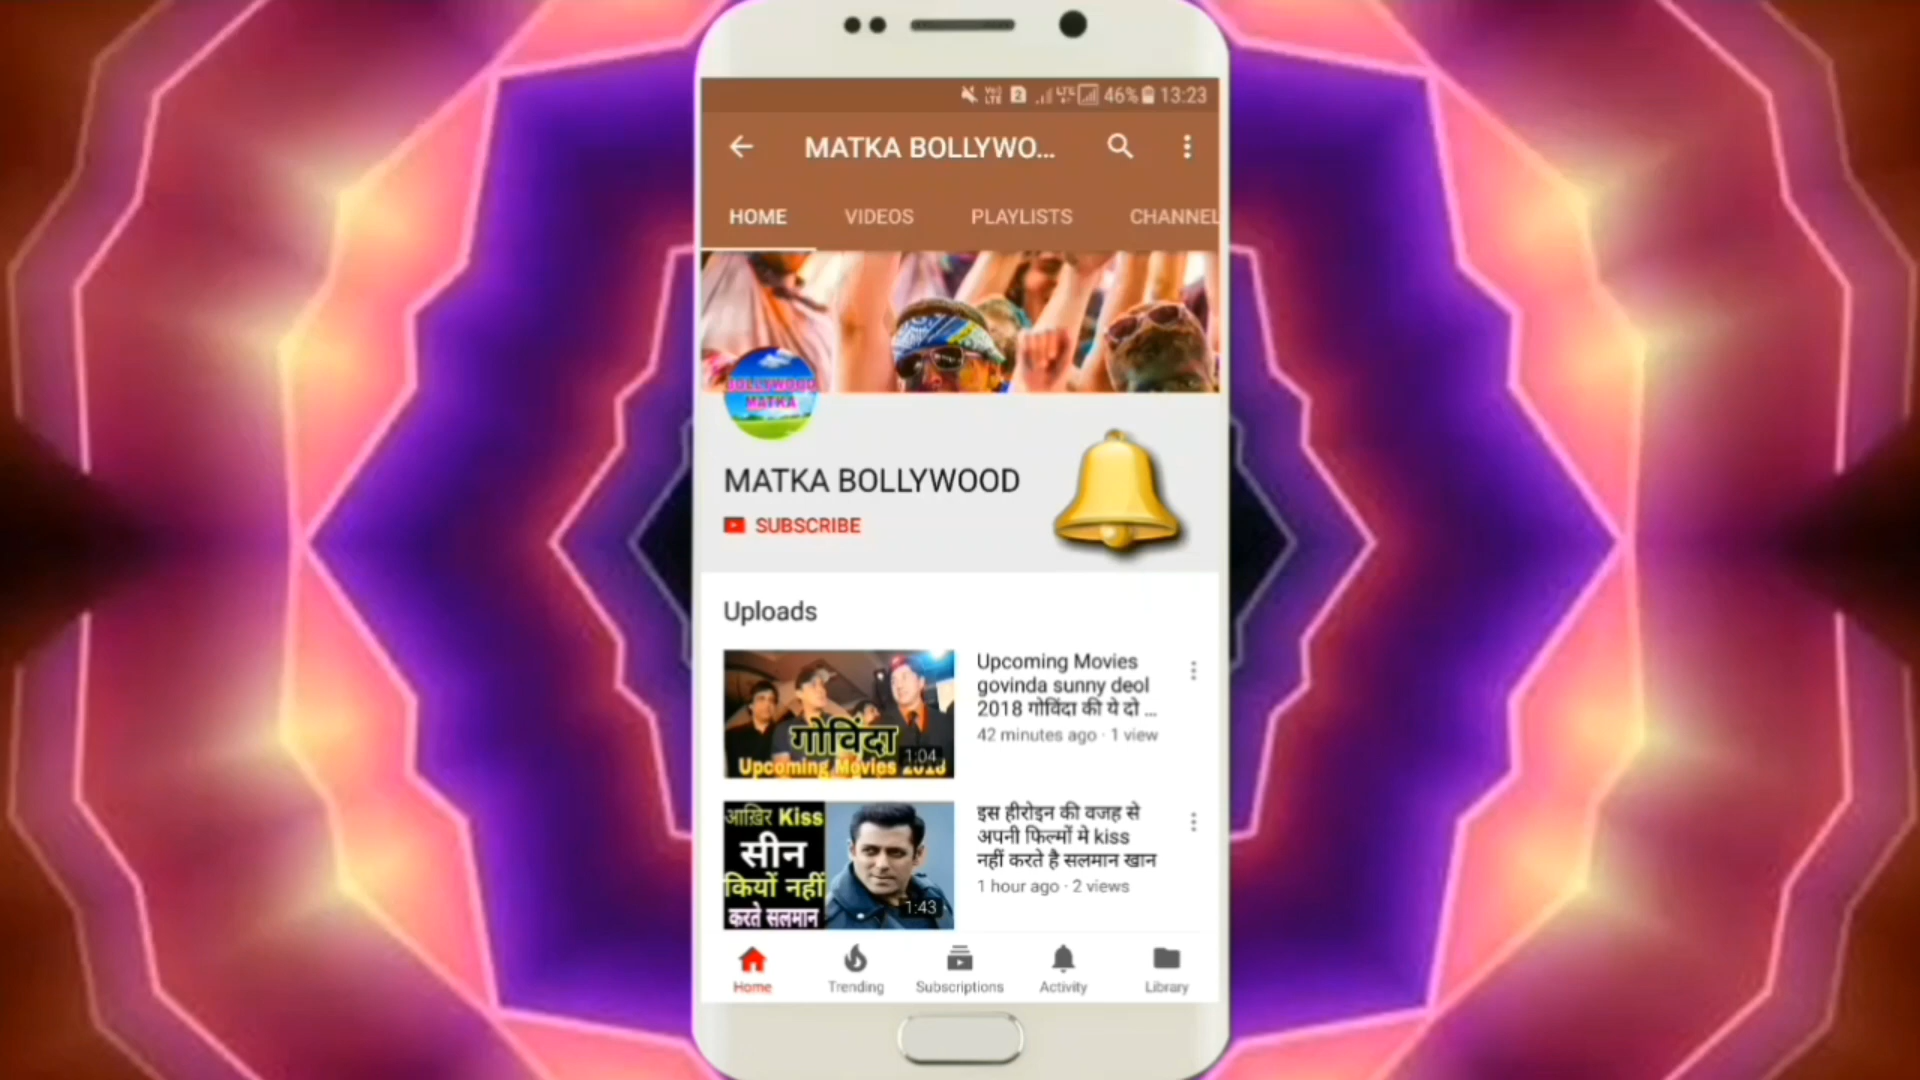 46% 13:23
MATKA BOLLYWO...
HOME VIDEOS PLAYLISTS CHANNEL
BOLLYWOOD
MATKA
MATKA BOLLYWOOD
SUBSCRIBE
Uploads
गोविंदा
1:04
Upcoming Movies 2018
Upcoming Movies
govinda sunny deol
2018 गोविंदा की ये दो ...
42 minutes ago · 1 view
आख़िर Kiss
सीन
कियों नहीं
करते सलमान
1:43
इस हीरोइन की वजह से
अपनी फिल्मों मे kiss
नहीं करते है सलमान खान
1 hour ago · 2 views
Home Trending Subscriptions Activity Library